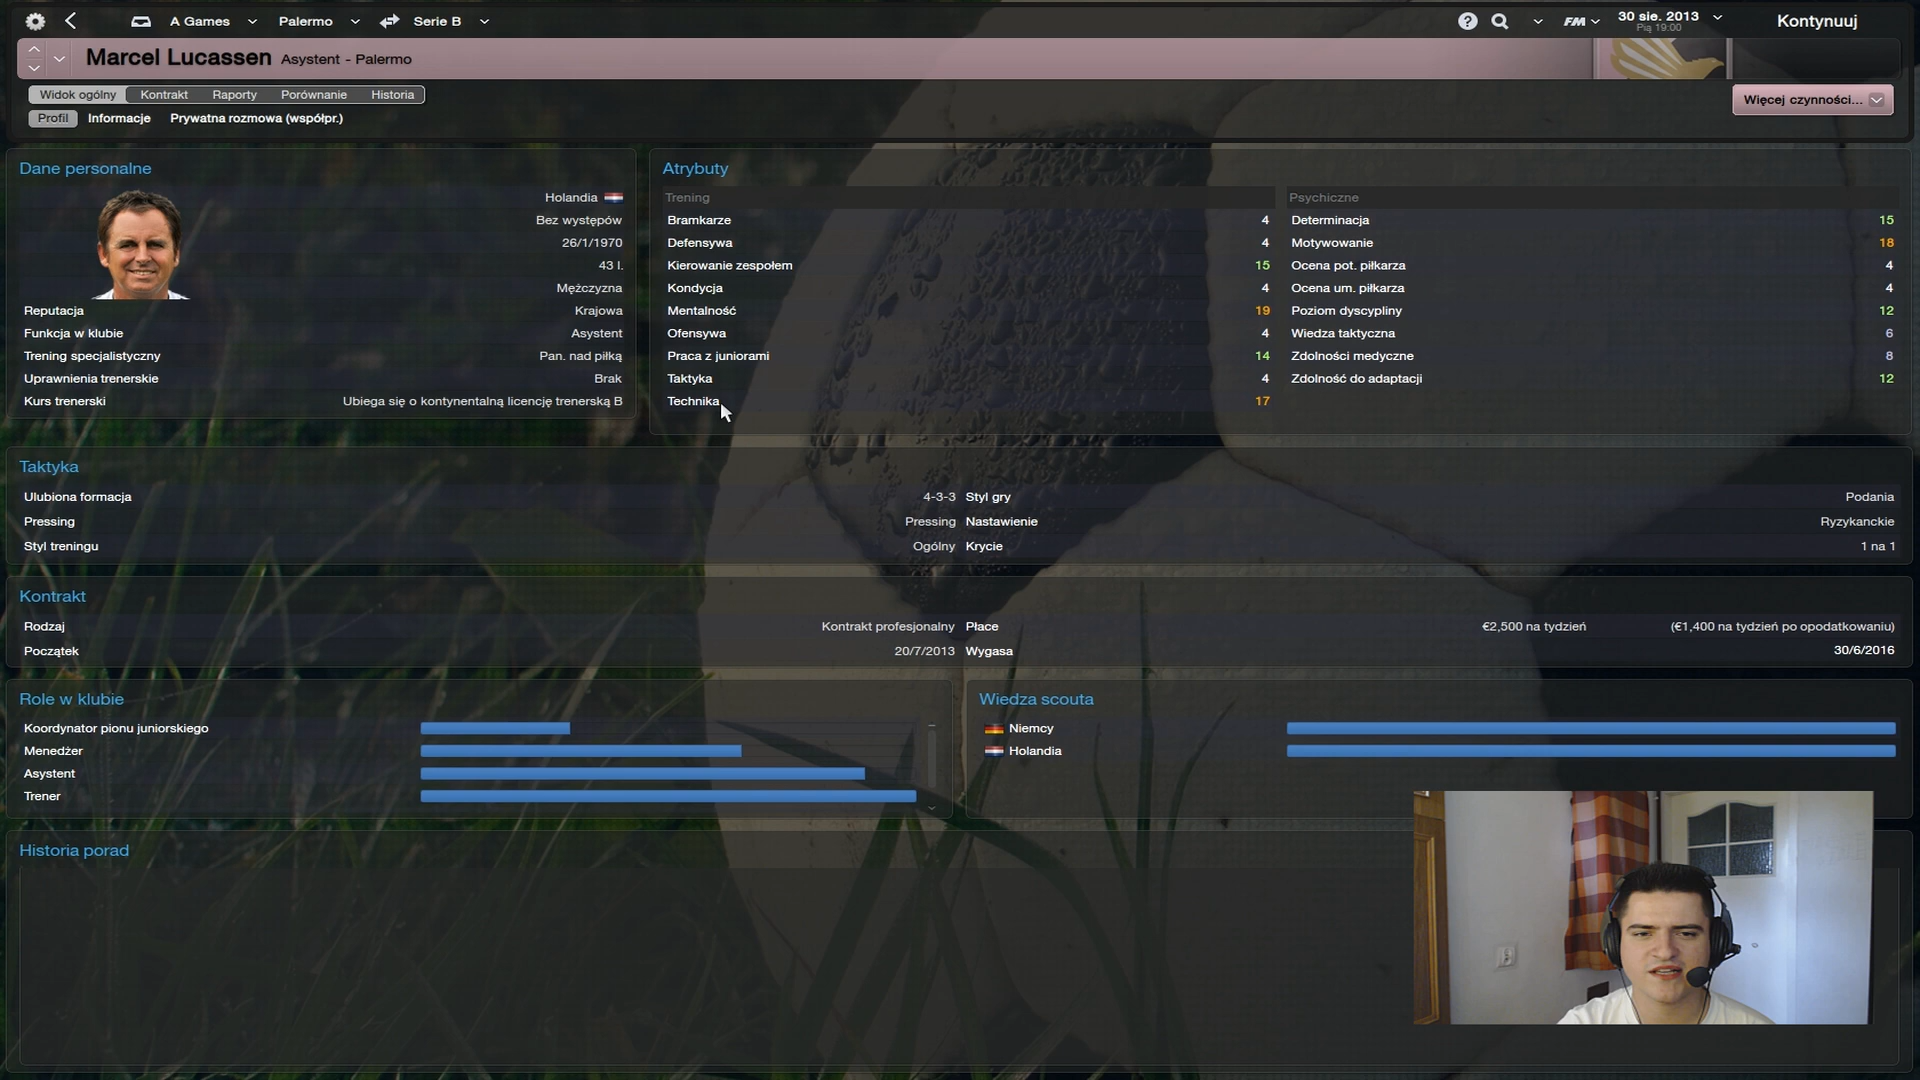 A Games Palermo Serie B ? FM 30 sie. 2013 Kontynuuj
Pią 19:00
Marcel Lucassen Asystent - Palermo
Widok ogólny Kontrakt Raporty Porównanie Historia
Więcej czynności...
Profil Informacje Prywatna rozmowa (współpr.)
Dane personalne
Holandia
Bez występów
26/1/1970
43 l.
Mężczyzna
Reputacja Krajowa
Funkcja w klubie Asystent
Trening specjalistyczny Pan. nad piłką
Uprawnienia trenerskie Brak
Kurs trenerski Ubiega się o kontynentalną licencję trenerską B
Atrybuty
Trening
Bramkarze 4
Defensywa 4
Kierowanie zespołem 15
Kondycja 4
Mentalność 19
Ofensywa 4
Praca z juniorami 14
Taktyka 4
Technika 17
Psychiczne
Determinacja 15
Motywowanie 18
Ocena pot. piłkarza 4
Ocena um. piłkarza 4
Poziom dyscypliny 12
Wiedza taktyczna 6
Zdolności medyczne 8
Zdolność do adaptacji 12
Taktyka
Ulubiona formacja 4-3-3 Styl gry Podania
Pressing Pressing Nastawienie Ryzykanckie
Styl treningu Ogólny Krycie 1 na 1
Kontrakt
Rodzaj Kontrakt profesjonalny Płace €2,500 na tydzień (€1,400 na tydzień po opodatkowaniu)
Początek 20/7/2013 Wygasa 30/6/2016
Role w klubie
Koordynator pionu juniorskiego
Menedżer
Asystent
Trener
Wiedza scouta
Niemcy
Holandia
Historia porad